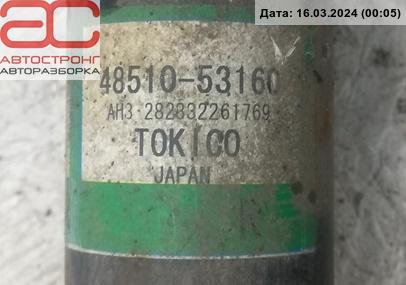 Дата: 16.03.2024 (00:05)
АС
АВТОСТРОНГ
АВТОРАЗБОРКА
48510-53160
AH3-282832261769
TOKICO
JAPAN